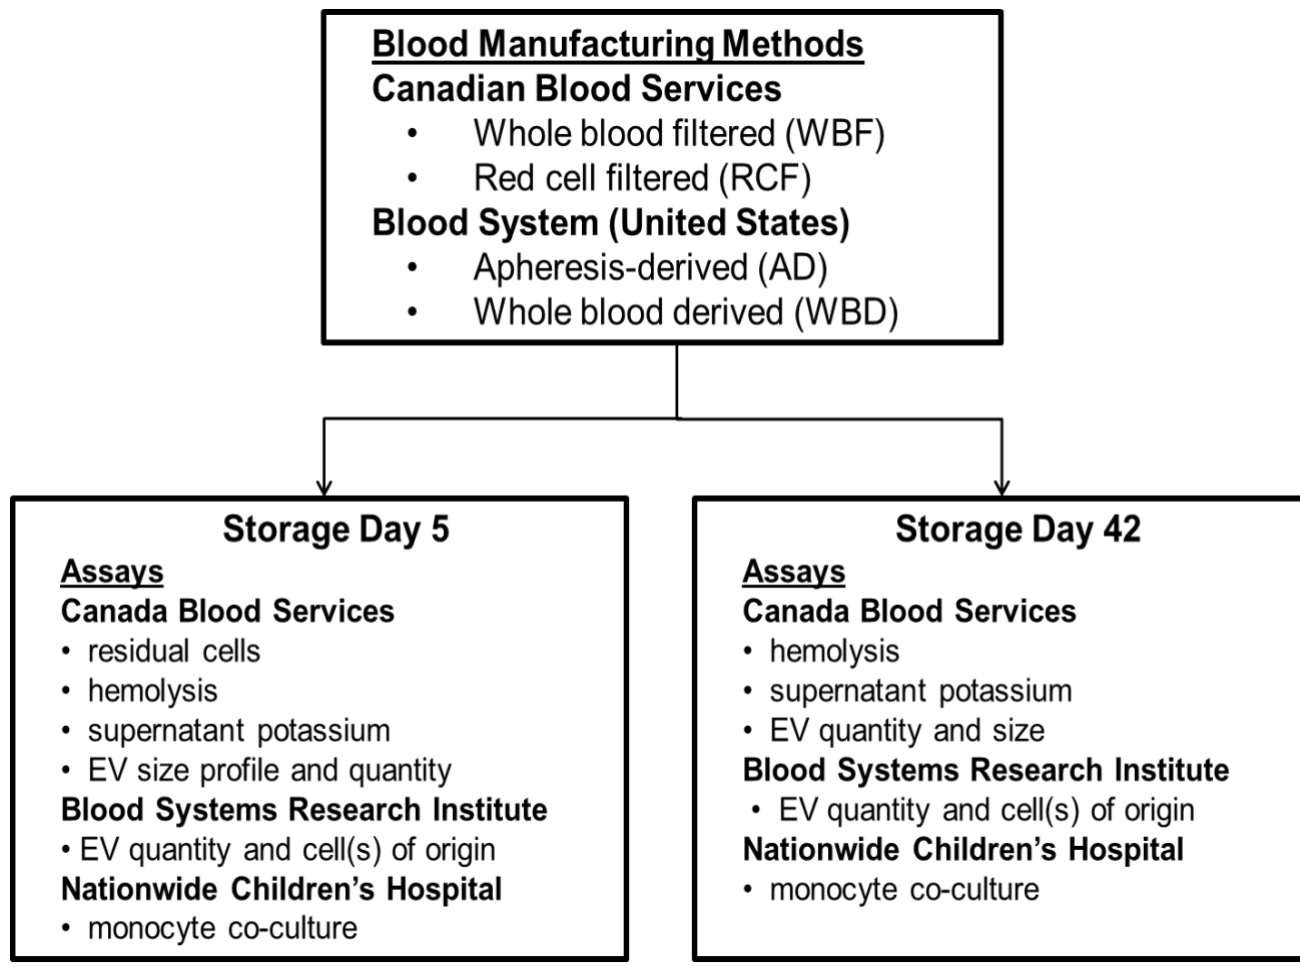 Blood Manufacturing Methods
Canadian Blood Services
• Whole blood filtered (WBF)
• Red cell filtered (RCF)
Blood System (United States)
• Apheresis-derived (AD)
• Whole blood derived (WBD)
Storage Day 5
Assays
Canada Blood Services
• residual cells
• hemolysis
• supernatant potassium
• EV size profile and quantity
Blood Systems Research Institute
• EV quantity and cell(s) of origin
Nationwide Children's Hospital
• monocyte co-culture
Storage Day 42
Assays
Canada Blood Services
• hemolysis
• supernatant potassium
• EV quantity and size
Blood Systems Research Institute
• EV quantity and cell(s) of origin
Nationwide Children's Hospital
• monocyte co-culture